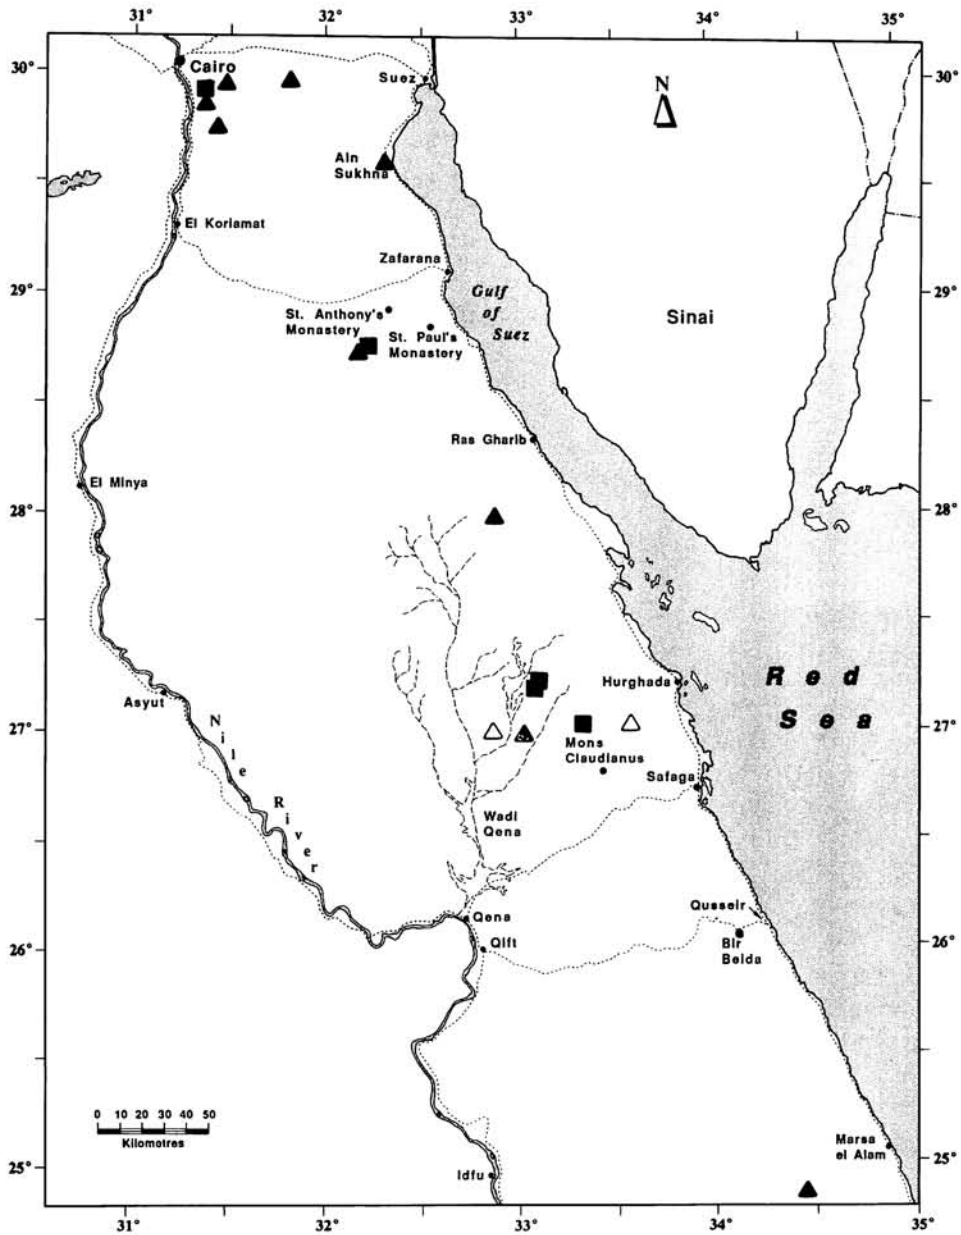 31° 32° 33° 34° 35°
30° 30°
Cairo
Suez
N
Ain
Sukhna
El Koriamat
Zafarana
29° 29°
Gulf
of
Suez
Sinai
St. Anthony's
Monastery
St. Paul's
Monastery
Ras Gharib
El Minya
28° 28°
Hurghada
Red
Sea
Asyut
27° 27°
Mons
Claudianus
Safaga
Nile
River
Wadi
Qena
Qusseir
Qena
Qift
26° 26°
Bir
Beida
0 10 20 30 40 50
Kilometres
Marsa
el Alam
25° 25°
Idfu
31° 32° 33° 34° 35°